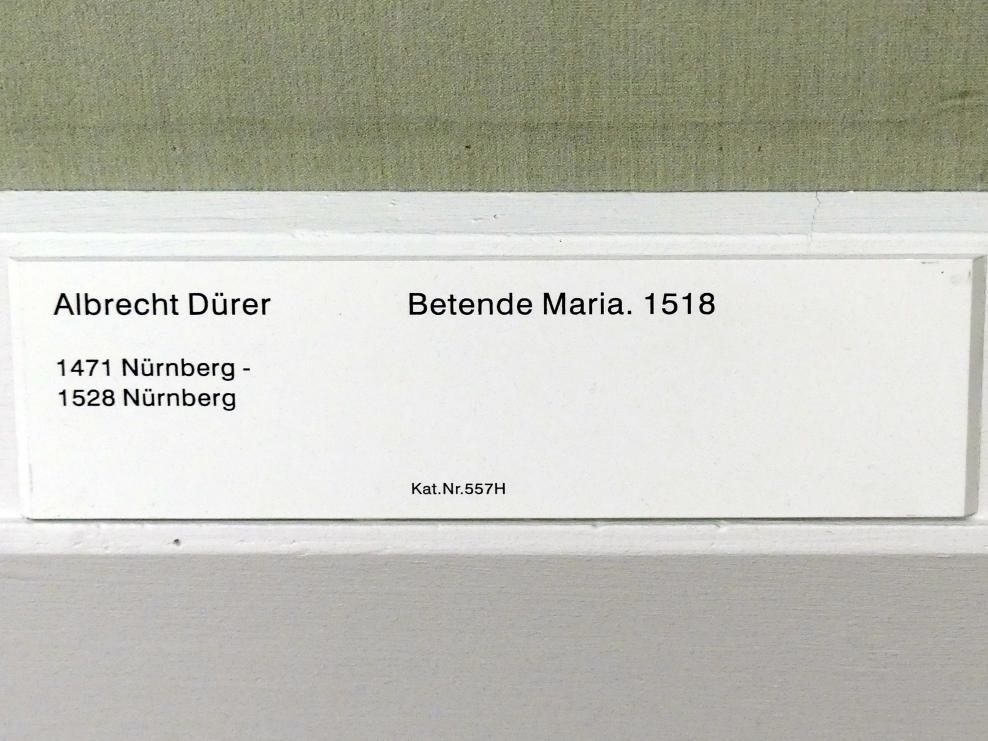 Albrecht Dürer
Betende Maria. 1518
1471 Nürnberg -
1528 Nürnberg
Kat.Nr.557H